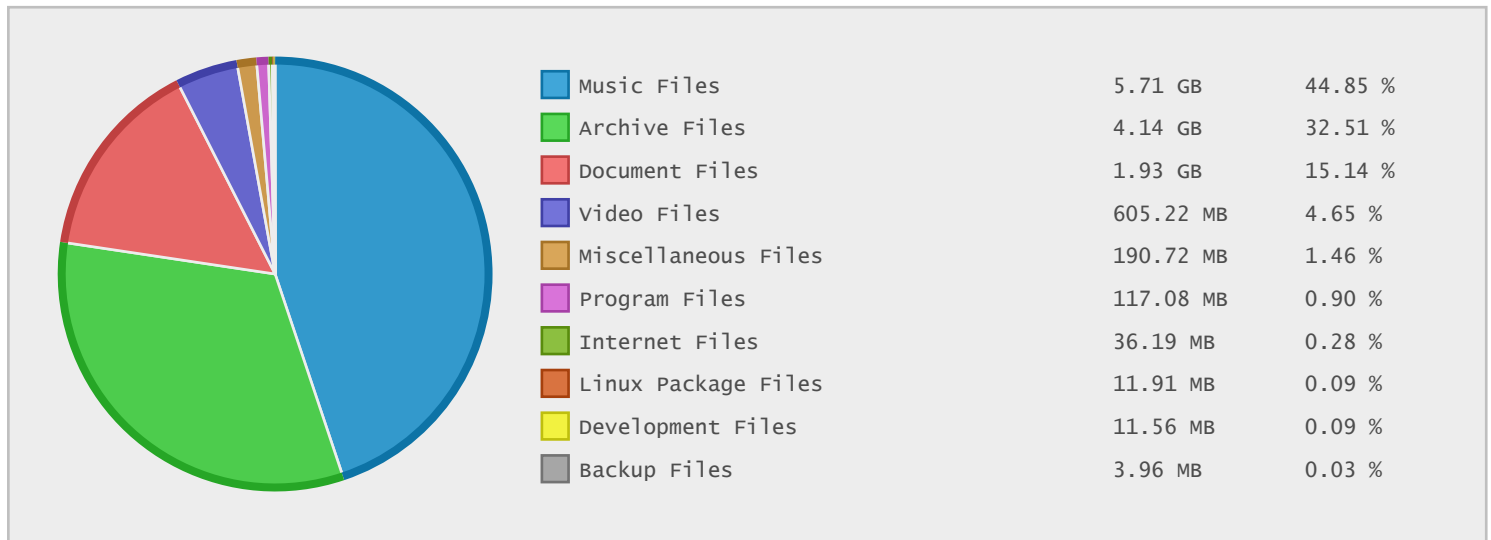 Music Files 5.71 GB 44.85 %
Archive Files 4.14 GB 32.51 %
Document Files 1.93 GB 15.14 %
Video Files 605.22 MB 4.65 %
Miscellaneous Files 190.72 MB 1.46 %
Program Files 117.08 MB 0.90 %
Internet Files 36.19 MB 0.28 %
Linux Package Files 11.91 MB 0.09 %
Development Files 11.56 MB 0.09 %
Backup Files 3.96 MB 0.03 %